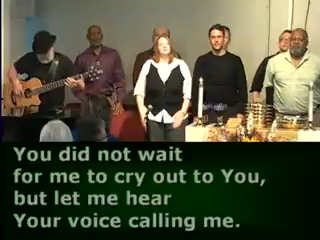 You did not wait
for me to cry out to You,
but let me hear
Your voice calling me.